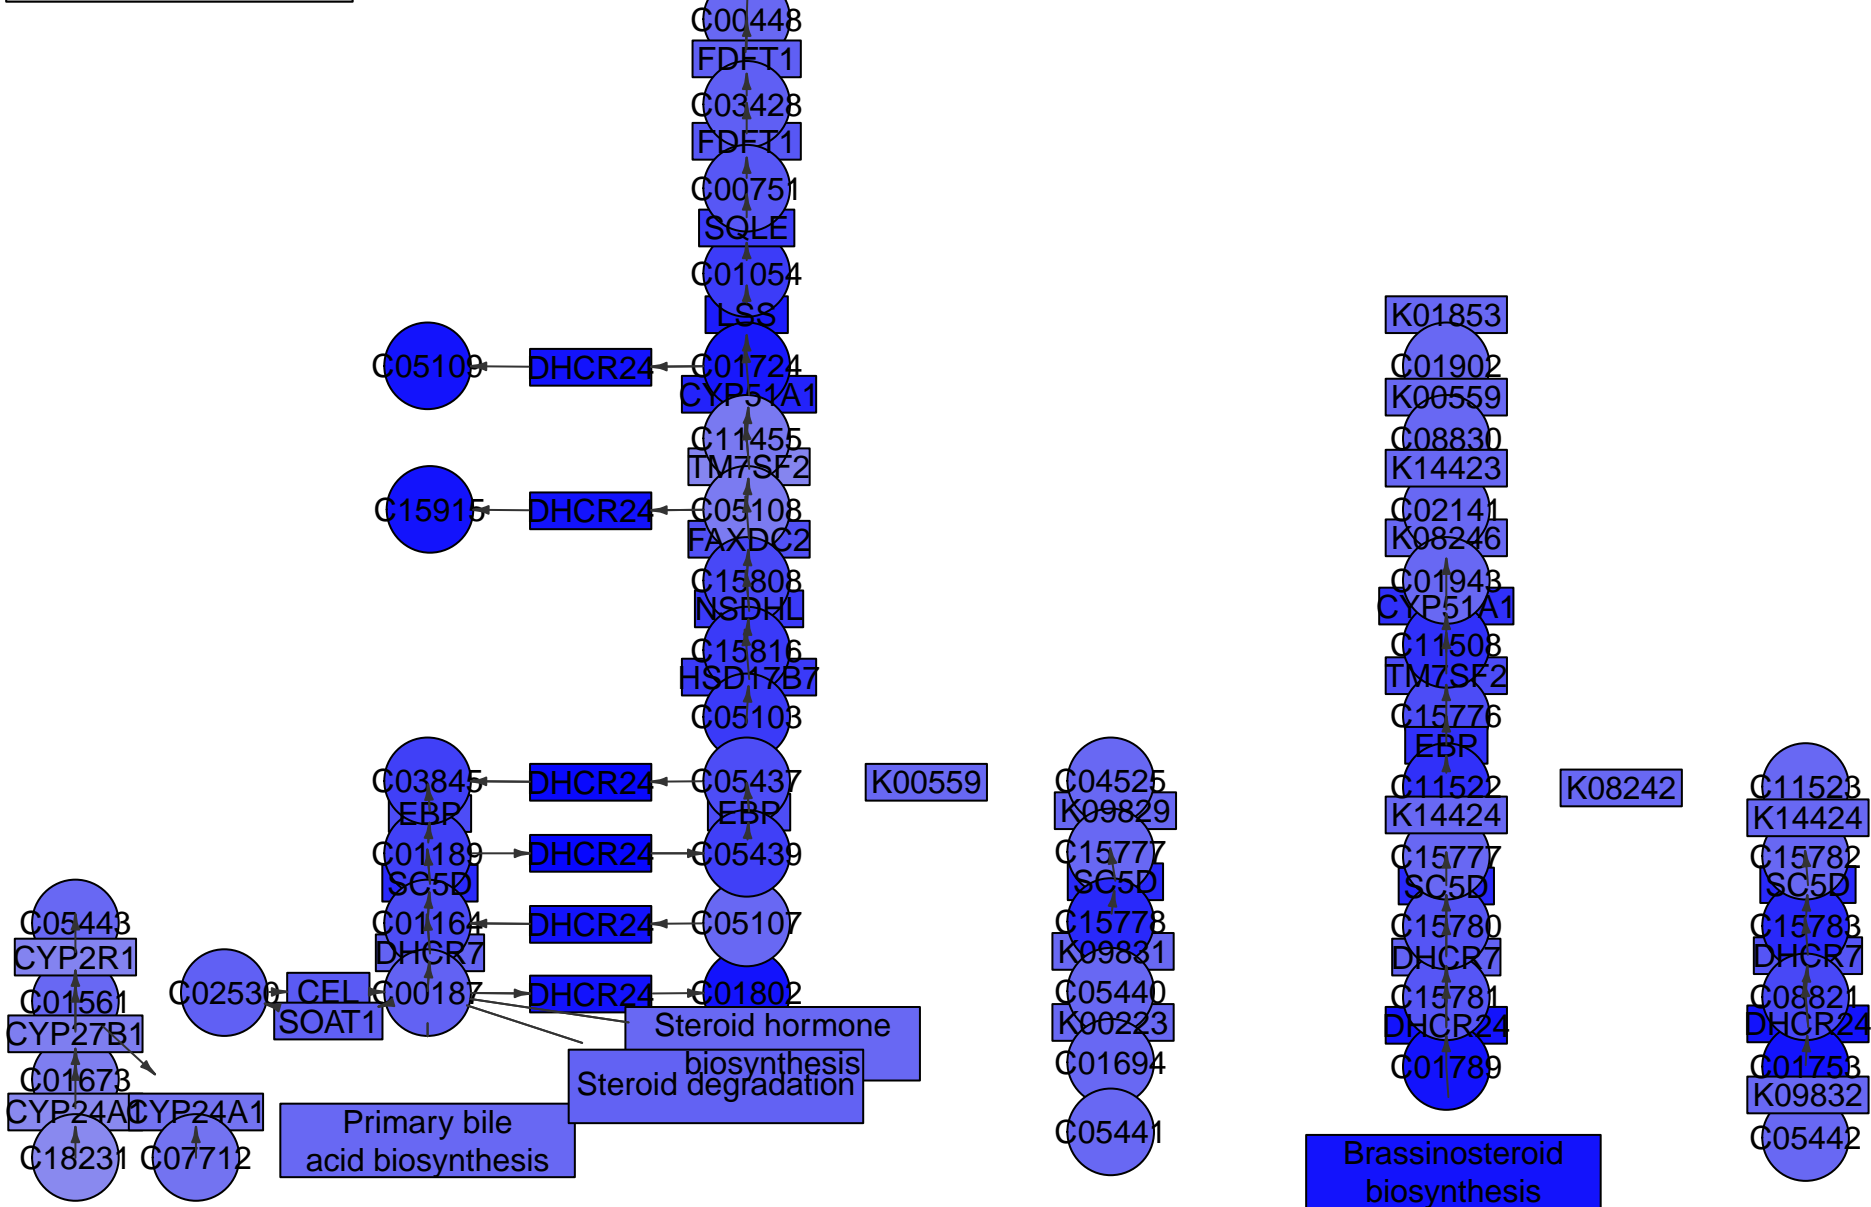 C00448
FDFT1
C03428
FDFT1
C00751
SQLE
C01054
LSS
C05109
DHCR24
C01724
CYP51A1
C11455
TM7SF2
C15915
DHCR24
C05108
FAXDC2
C15808
NSDHL
C15816
HSD17B7
C05103
C03845
DHCR24
C05437
EBP
EBP
C01189
DHCR24
C05439
SC5D
C01164
DHCR24
C05107
DHCR7
C02530
CEL
SOAT1
C00187
DHCR24
C01802
C05443
CYP2R1
C01561
CYP27B1
C01673
CYP24A1
CYP24A1
C18231
C07712
Steroid hormone
biosynthesis
Steroid degradation
Primary bile
acid biosynthesis
K00559
C04525
K09829
C15777
SC5D
C15778
K09831
C05440
K00223
C01694
C05441
K01853
C01902
K00559
C08830
K14423
C02141
K08246
C01943
CYP51A1
C11508
TM7SF2
C15776
EBP
C11522
K14424
C15777
SC5D
C15780
DHCR7
C15781
DHCR24
C01789
Brassinosteroid
biosynthesis
K08242
C11523
K14424
C15782
SC5D
C15783
DHCR7
C08821
DHCR24
C01753
K09832
C05442